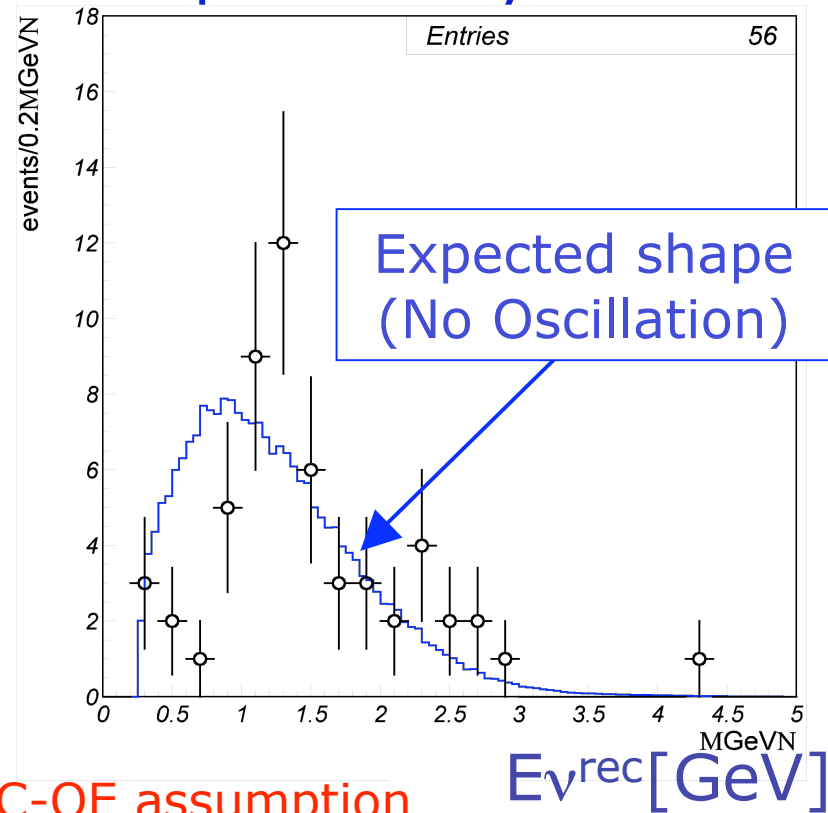 Entries 56
events/0.2MGeVN
18
16
14
12
10
8
6
4
2
0
Expected shape
(No Oscillation)
0 0.5 1 1.5 2 2.5 3 3.5 4 4.5 5
MGeVN
Eνrec[GeV]
C-QE assumption